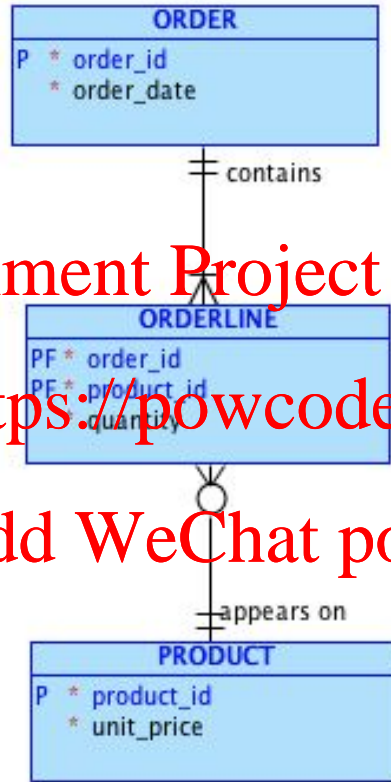 ORDER
P * order_id
* order_date
contains
ment Project
ORDERLINE
PF * order_id
PF * product_id
tps://powcode
* quantity
dd WeChat po
appears on
PRODUCT
P * product_id
* unit_price